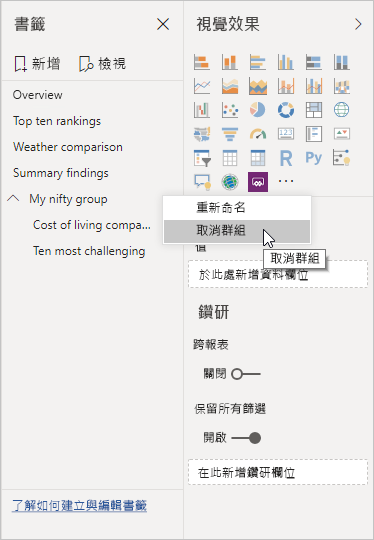 書籤
視覺效果
新增
檢視
Overview
Top ten rankings
Weather comparison
Summary findings
My nifty group
Cost of living compa...
Ten most challenging
123
R
Py
重新命名
取消群組
值
取消群組
於此處新增資料欄位
鑽研
跨報表
關閉
保留所有篩選
開啟
在此新增鑽研欄位
了解如何建立與編輯書籤